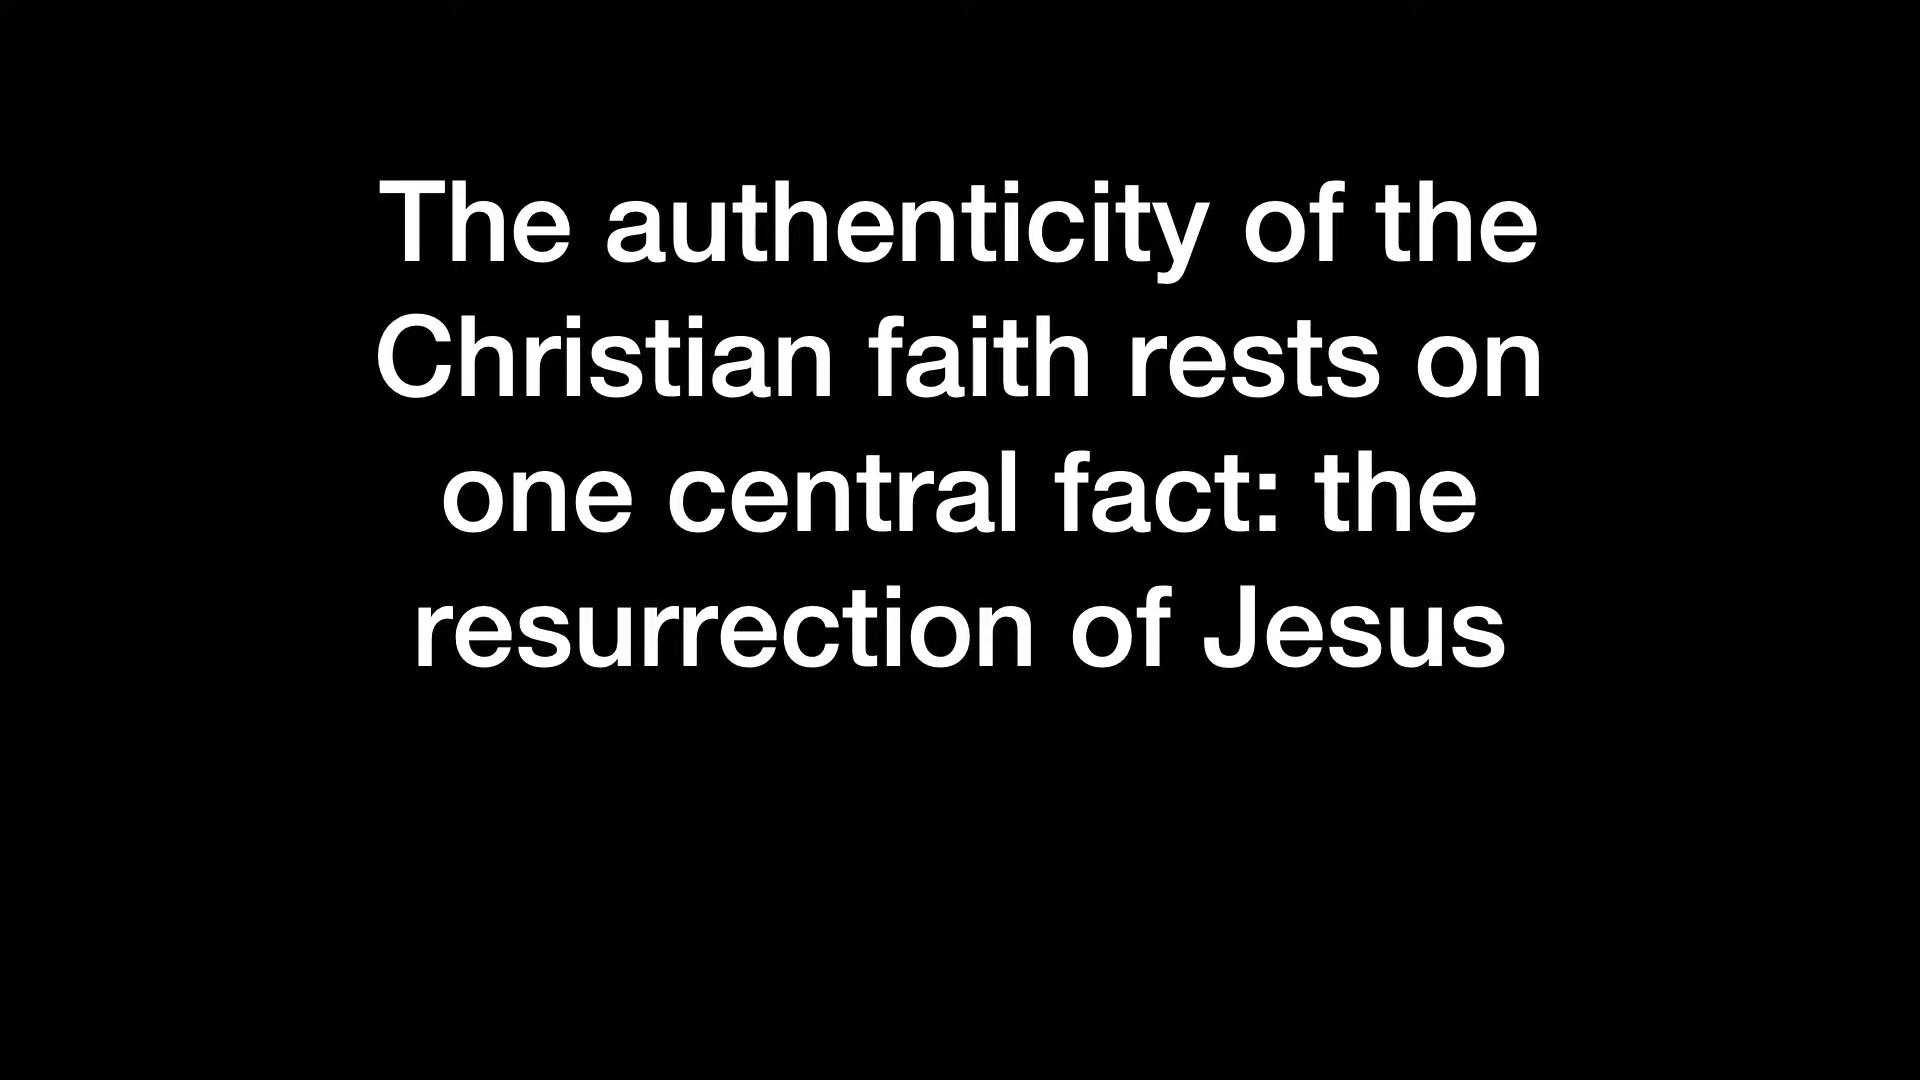 The authenticity of the
Christian faith rests on
one central fact: the
resurrection of Jesus